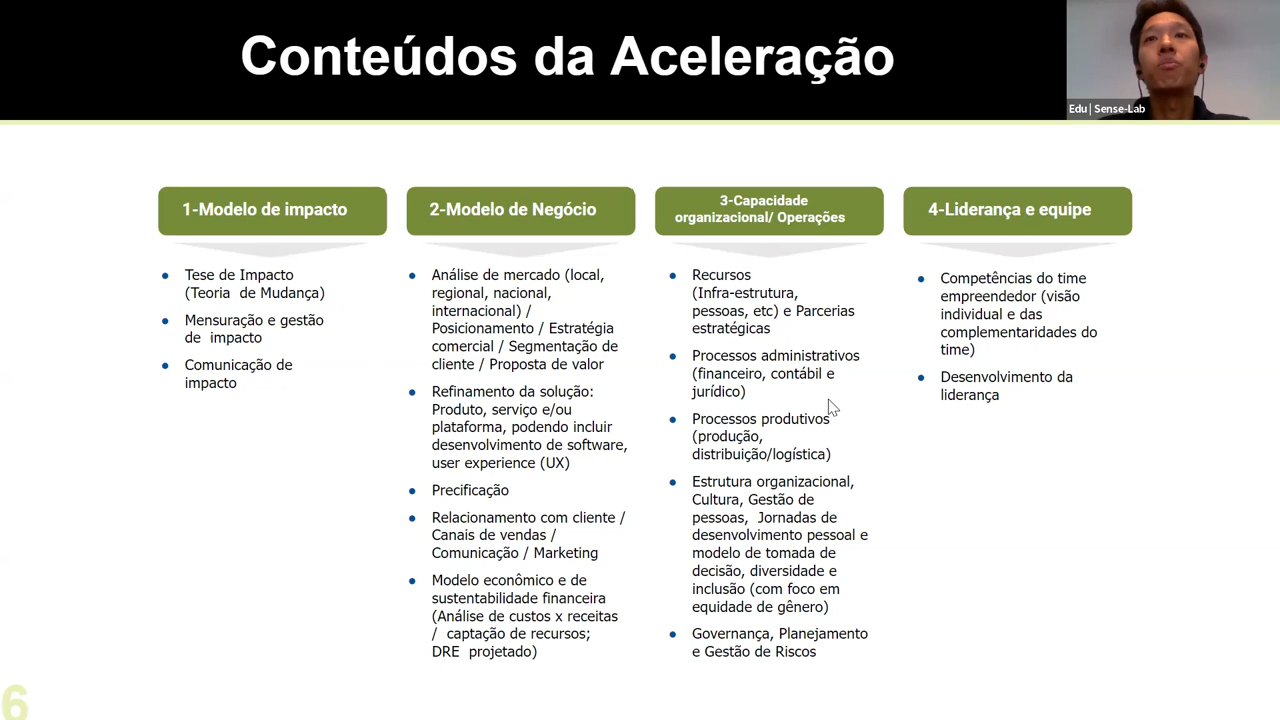 Conteúdos da Aceleração
Edu | Sense-Lab
1-Modelo de impacto
Tese de Impacto
(Teoria de Mudança)
Mensuração e gestão
de impacto
Comunicação de
impacto
2-Modelo de Negócio
Análise de mercado (local,
regional, nacional,
internacional) /
Posicionamento / Estratégia
comercial / Segmentação de
cliente / Proposta de valor
Refinamento da solução:
Produto, serviço e/ou
plataforma, podendo incluir
desenvolvimento de software,
user experience (UX)
Precificação
Relacionamento com cliente /
Canais de vendas /
Comunicação / Marketing
Modelo econômico e de
sustentabilidade financeira
(Análise de custos x receitas
/ captação de recursos;
DRE projetado)
3-Capacidade
organizacional/ Operações
Recursos
(Infra-estrutura,
pessoas, etc) e Parcerias
estratégicas
Processos administrativos
(financeiro, contábil e
jurídico)
Processos produtivos
(produção,
distribuição/logística)
Estrutura organizacional,
Cultura, Gestão de
pessoas, Jornadas de
desenvolvimento pessoal e
modelo de tomada de
decisão, diversidade e
inclusão (com foco em
equidade de gênero)
Governança, Planejamento
e Gestão de Riscos
4-Liderança e equipe
Competências do time
empreendedor (visão
individual e das
complementaridades do
time)
Desenvolvimento da
liderança
6